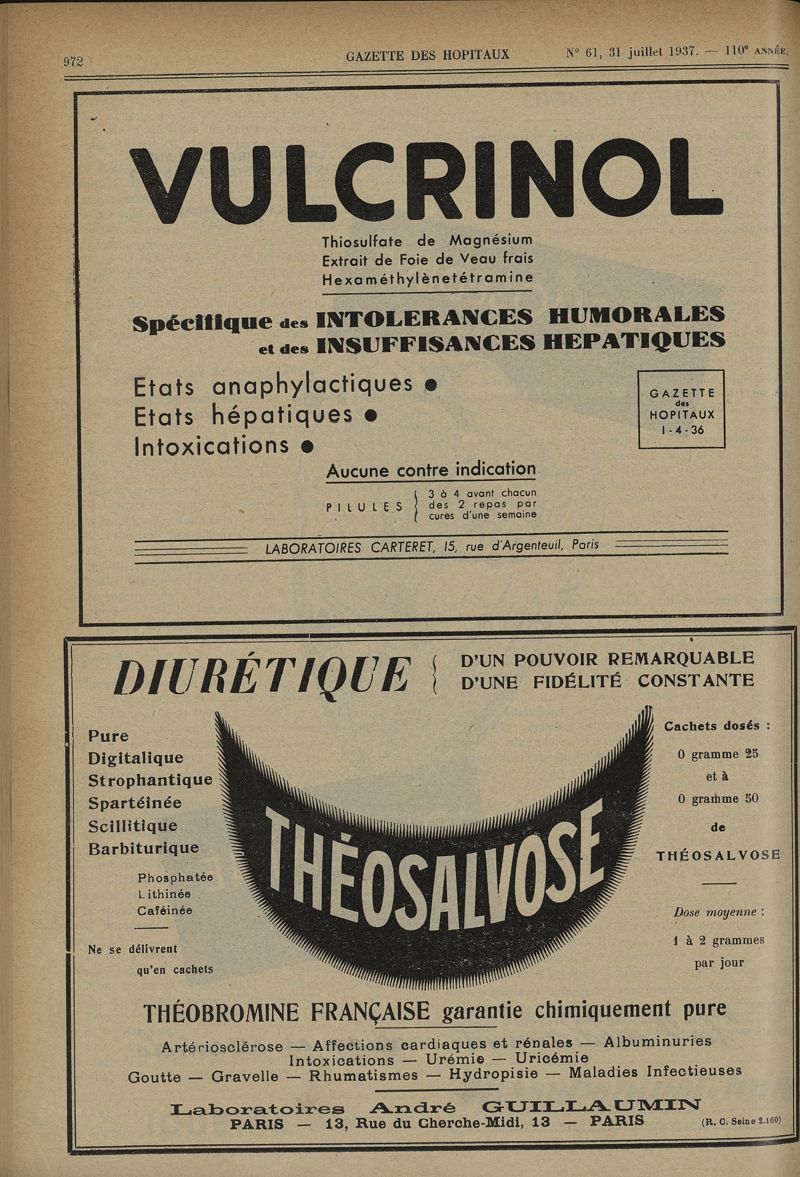 972
GAZETTE DES HOPITAUX
N° 61, 31 juillet 1937. — 110e ANNÉE.
VULCRINOL
Thiosulfate de Magnésium
Extrait de Foie de Veau frais
Hexaméthylènetétramine
Spécifique des INTOLERANCES HUMORALES
et des INSUFFISANCES HEPATIQUES
Etats anaphylactiques ●
Etats hépatiques ●
Intoxications ●
GAZETTE
des
HOPITAUX
1-4-36
Aucune contre indication
PILULES { 3 à 4 avant chacun
des 2 repas par
cures d'une semaine
LABORATOIRES CARTERET, 15, rue d'Argenteuil, Paris
DIURÉTIQUE { D'UN POUVOIR REMARQUABLE
D'UNE FIDÉLITÉ CONSTANTE
Pure
Digitalique
Strophantique
Spartéinée
Scillitique
Barbiturique
Phosphatée
Lithinée
Caféinée
Ne se délivrent
qu'en cachets
THÉOSALVOSE
Cachets dosés :
0 gramme 25
et à
0 gramme 50
de
THÉOSALVOSE
Dose moyenne :
1 à 2 grammes
par jour
THÉOBROMINE FRANÇAISE garantie chimiquement pure
Artériosclérose — Affections cardiaques et rénales — Albuminuries
Intoxications — Urémie — Uricémie
Goutte — Gravelle — Rhumatismes — Hydropisie — Maladies Infectieuses
Laboratoires André GUILLAUMIN
PARIS — 13, Rue du Cherche-Midi, 13 — PARIS (R. C. Seine 2.160)